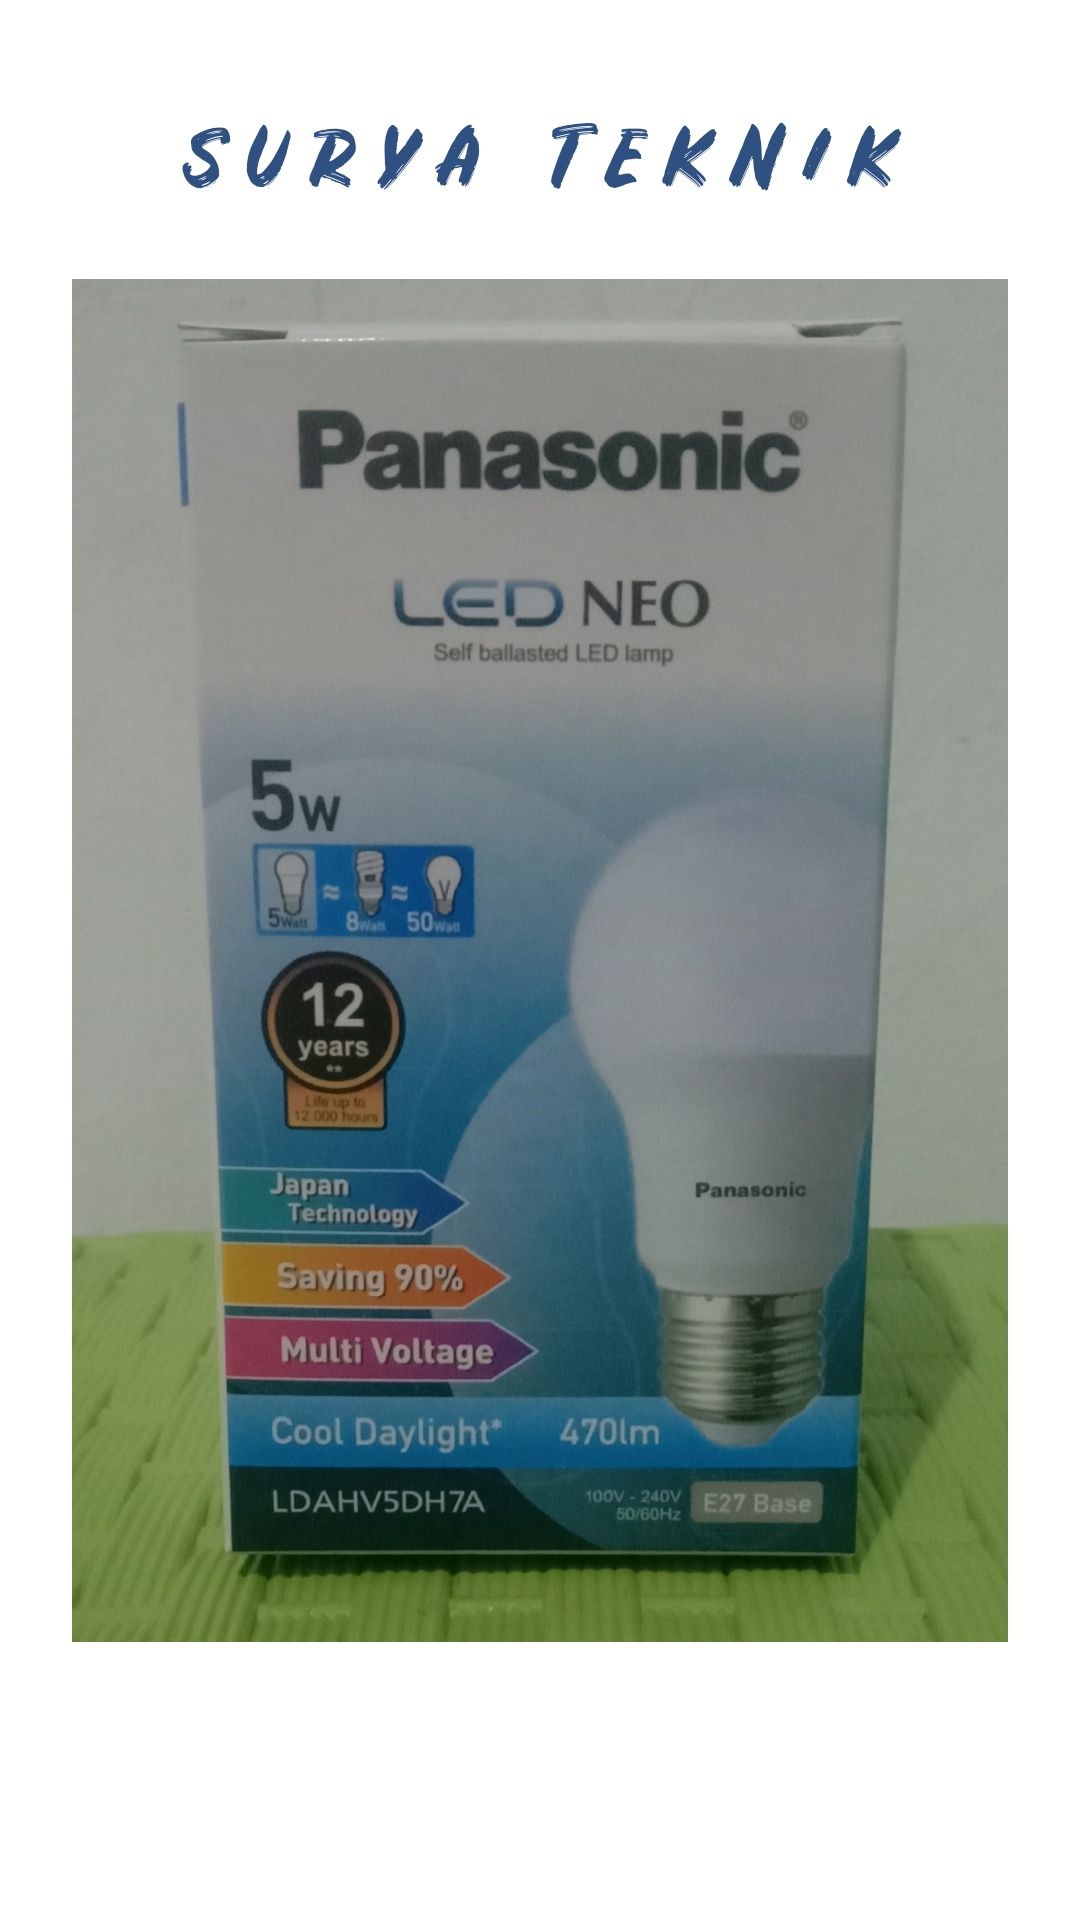 SURYA TEKNIK
Panasonic®
LED NEO
Self ballasted LED lamp
5W
5Watt ≈ 8Watt ≈ 50Watt
12
years
**
Life up to
12.000 hours
Japan
Technology
Panasonic
Saving 90%
Multi Voltage
Cool Daylight* 470lm
LDAHV5DH7A
100V - 240V
50/60Hz
E27 Base